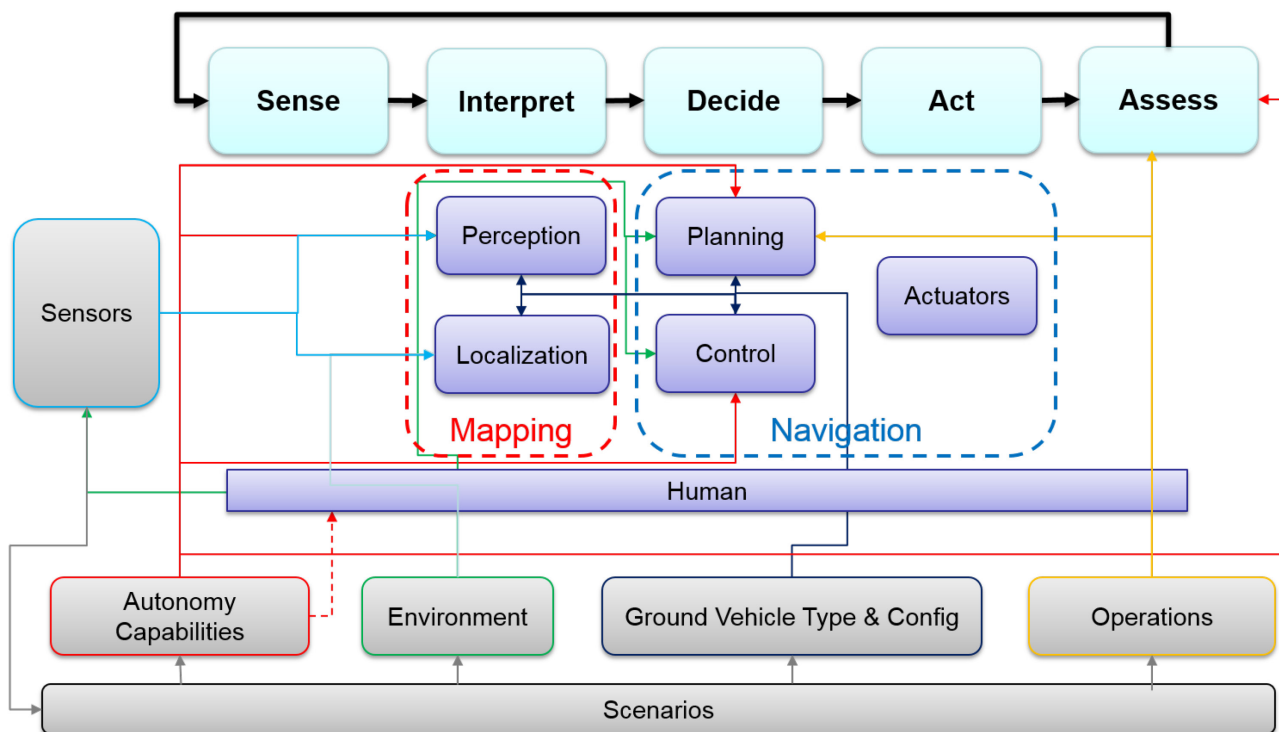 Sense
Interpret
Decide
Act
Assess
Sensors
Perception
Planning
Actuators
Localization
Control
Mapping
Navigation
Human
Autonomy
Capabilities
Environment
Ground Vehicle Type & Config
Operations
Scenarios